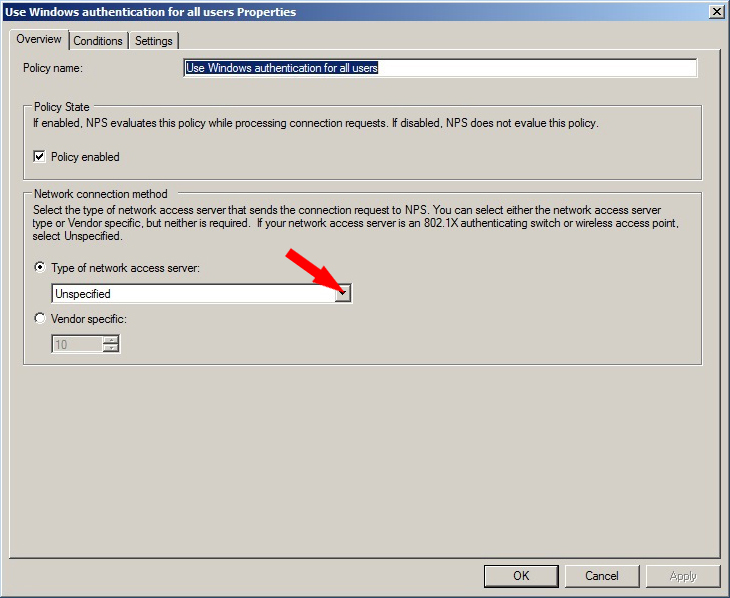 Use Windows authentication for all users Properties
Overview Conditions Settings
Policy name: Use Windows authentication for all users
Policy State
If enabled, NPS evaluates this policy while processing connection requests. If disabled, NPS does not evalue this policy.
Policy enabled
Network connection method
Select the type of network access server that sends the connection request to NPS. You can select either the network access server
type or Vendor specific, but neither is required. If your network access server is an 802.1X authenticating switch or wireless access point,
select Unspecified.
Type of network access server:
Unspecified
Vendor specific:
10
OK Cancel Apply